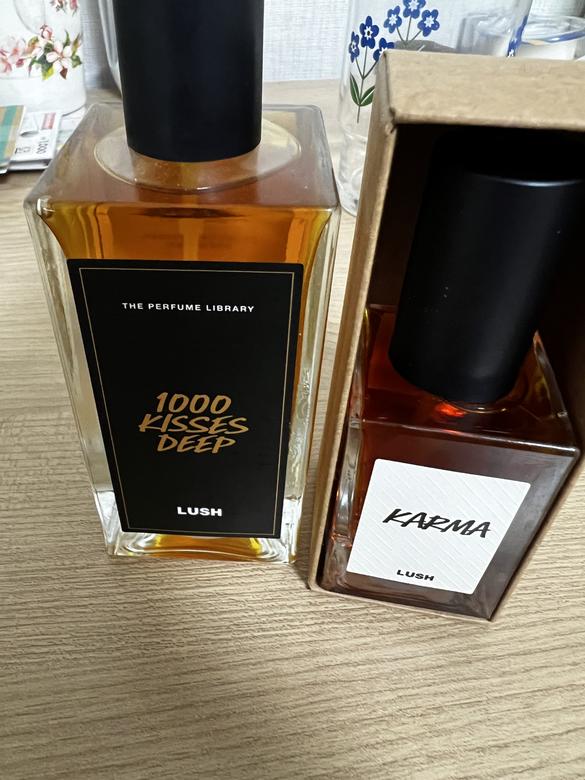 THE PERFUME LIBRARY
1000
KISSES
DEEP
LUSH
KARMA
LUSH